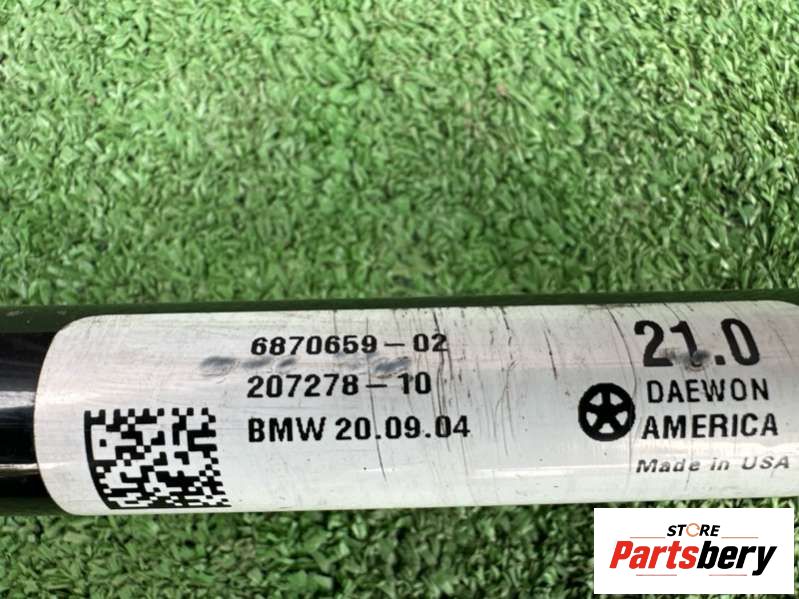 6870659-02
207278-10
BMW 20.09.04
21.0
DAEWON
AMERICA
Made in USA
STORE
Partsbery